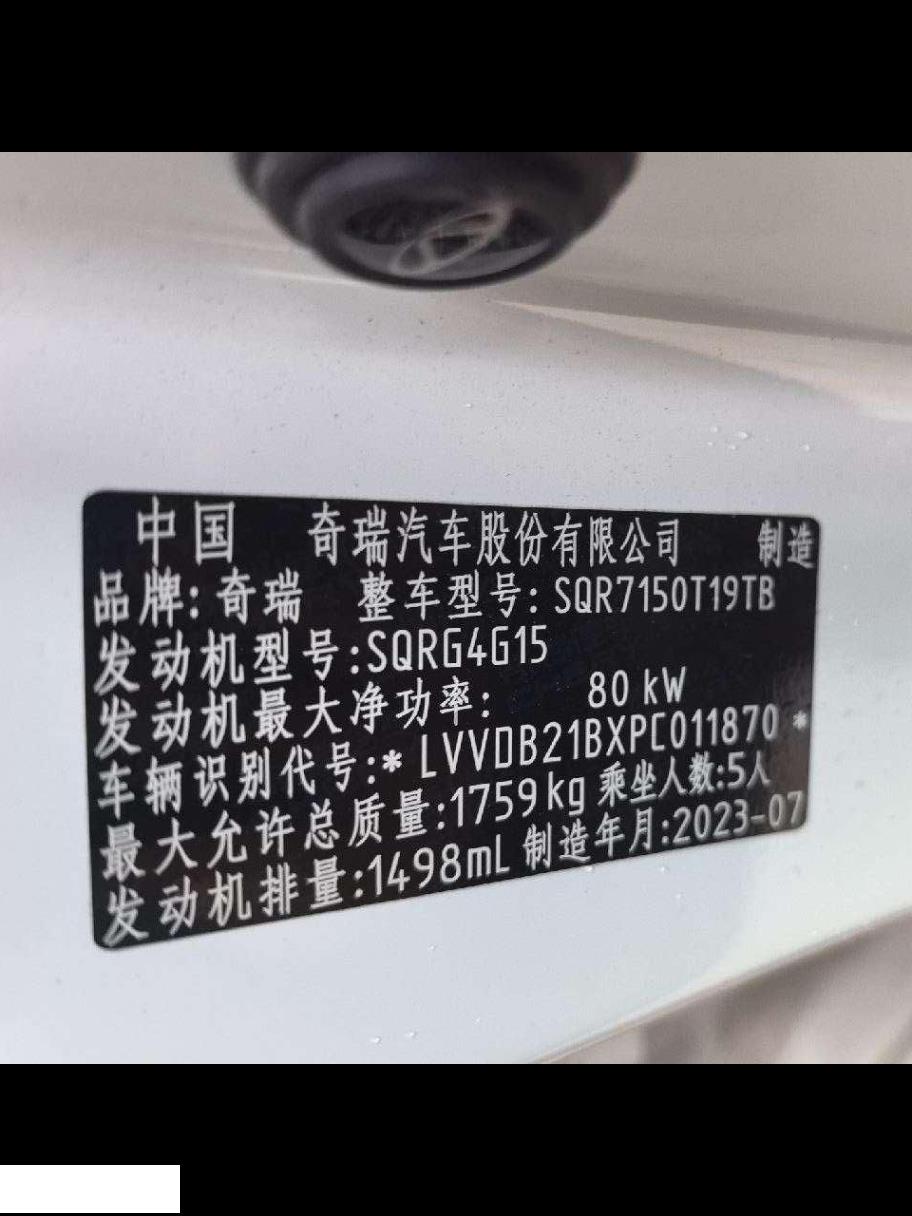 中国 奇瑞汽车股份有限公司 制造
品牌:奇瑞 整车型号:SQR7150T19TB
发动机型号:SQRG4G15
发动机最大净功率: 80 kW
车辆识别代号:* LVVDB21BXPC011870 *
最大允许总质量:1759kg 乘坐人数:5人
发动机排量:1498mL 制造年月:2023-07